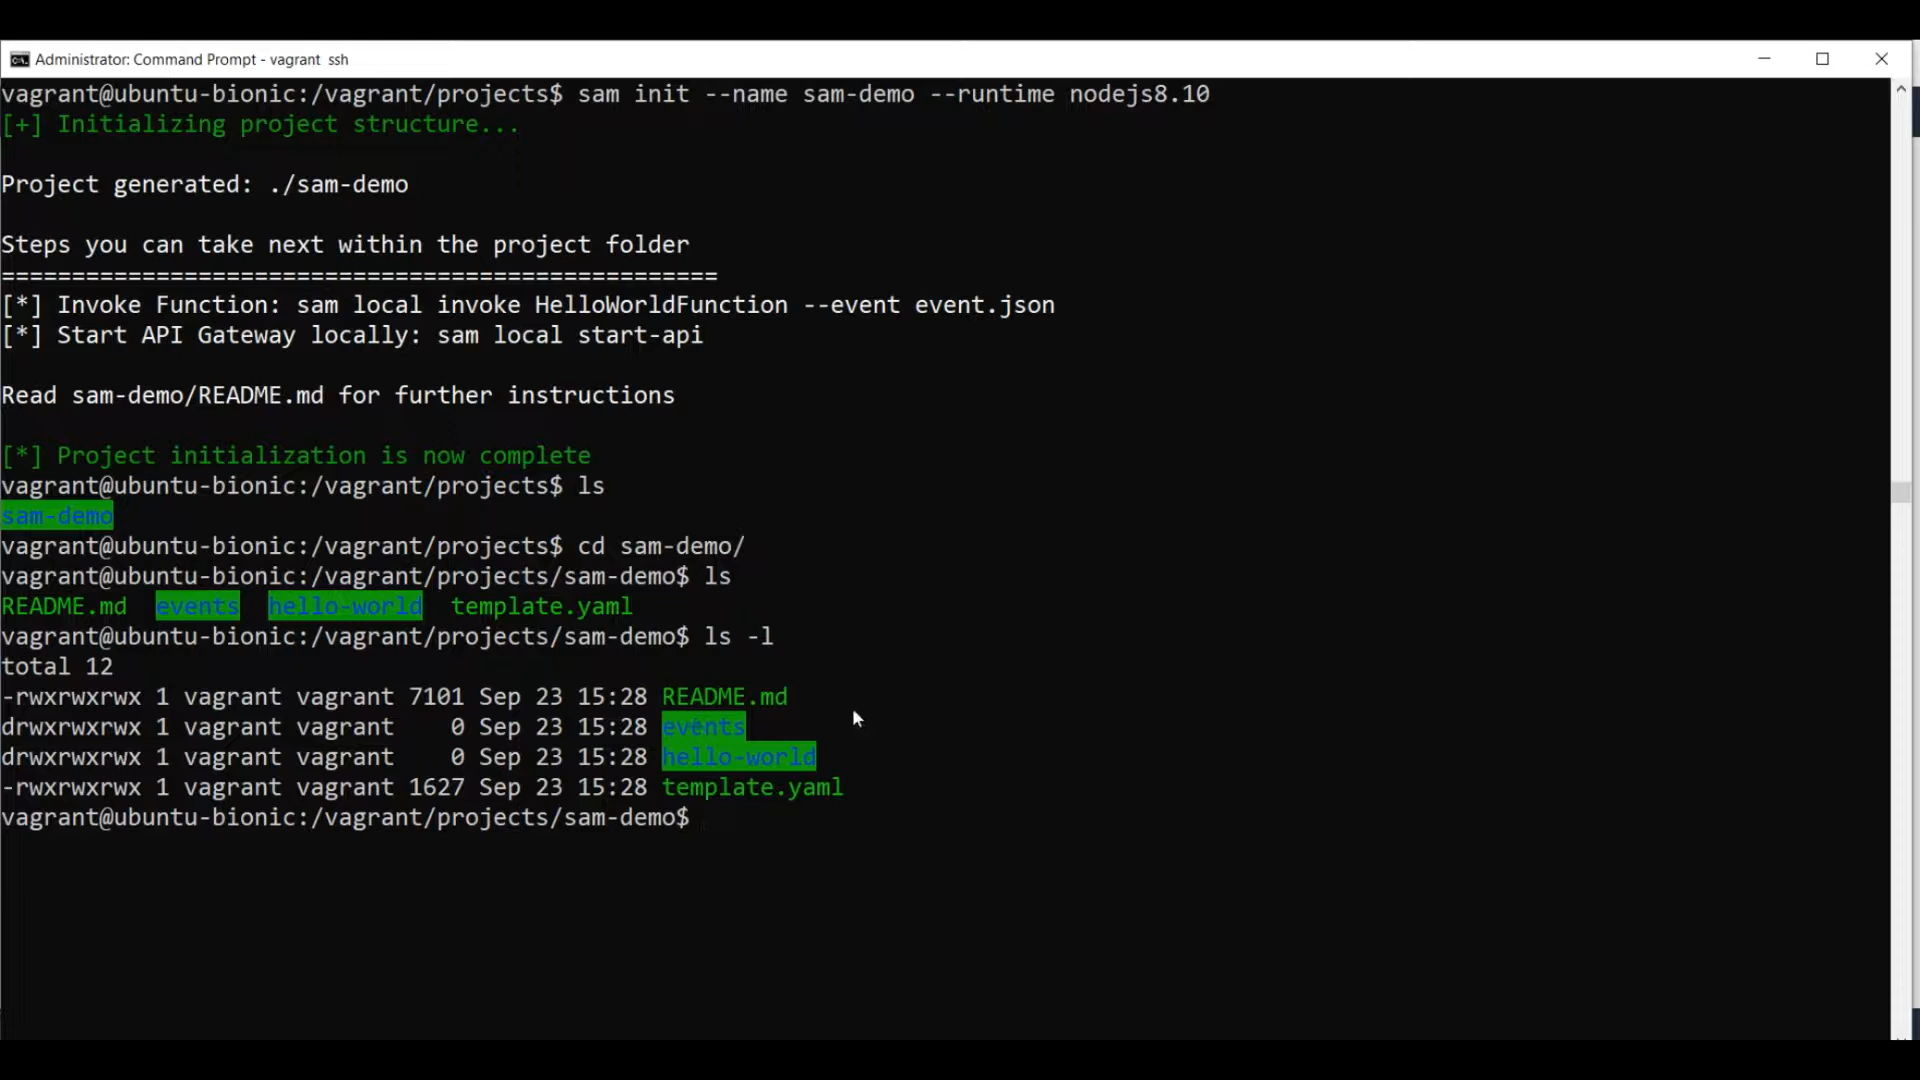 Administrator: Command Prompt - vagrant  ssh
vagrant@ubuntu-bionic:/vagrant/projects$ sam init --name sam-demo --runtime nodejs8.10
[+] Initializing project structure...
Project generated: ./sam-demo
Steps you can take next within the project folder
===================================================
[*] Invoke Function: sam local invoke HelloWorldFunction --event event.json
[*] Start API Gateway locally: sam local start-api
Read sam-demo/README.md for further instructions
[*] Project initialization is now complete
vagrant@ubuntu-bionic:/vagrant/projects$ ls
sam-demo
vagrant@ubuntu-bionic:/vagrant/projects$ cd sam-demo/
vagrant@ubuntu-bionic:/vagrant/projects/sam-demo$ ls
README.md  events  hello-world  template.yaml
vagrant@ubuntu-bionic:/vagrant/projects/sam-demo$ ls -l
total 12
-rwxrwxrwx 1 vagrant vagrant 7101 Sep 23 15:28 README.md
drwxrwxrwx 1 vagrant vagrant    0 Sep 23 15:28 events
drwxrwxrwx 1 vagrant vagrant    0 Sep 23 15:28 hello-world
-rwxrwxrwx 1 vagrant vagrant 1627 Sep 23 15:28 template.yaml
vagrant@ubuntu-bionic:/vagrant/projects/sam-demo$